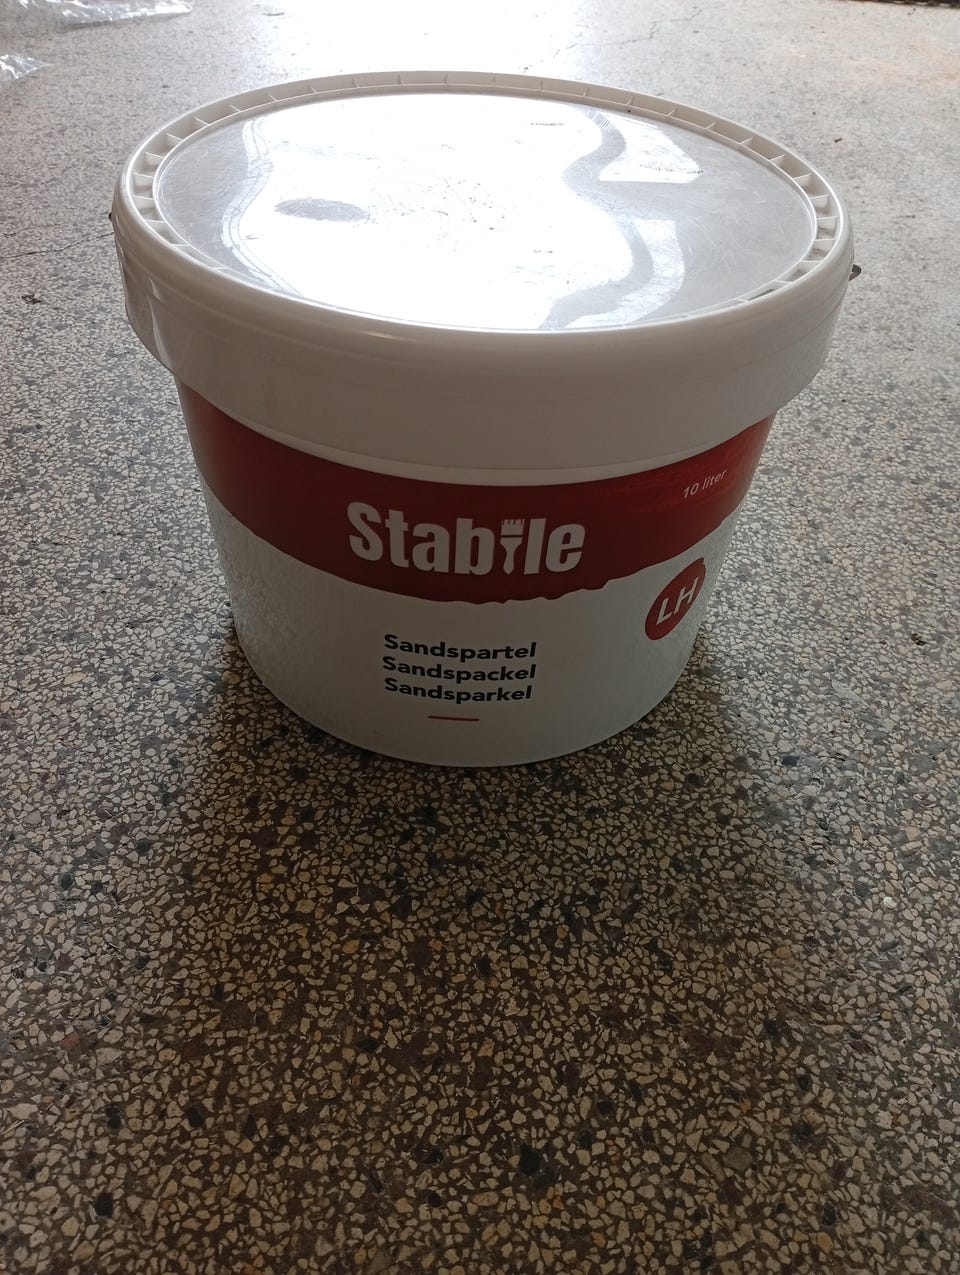 10 liter
Stabile
LH
Sandspartel
Sandspackel
Sandsparkel